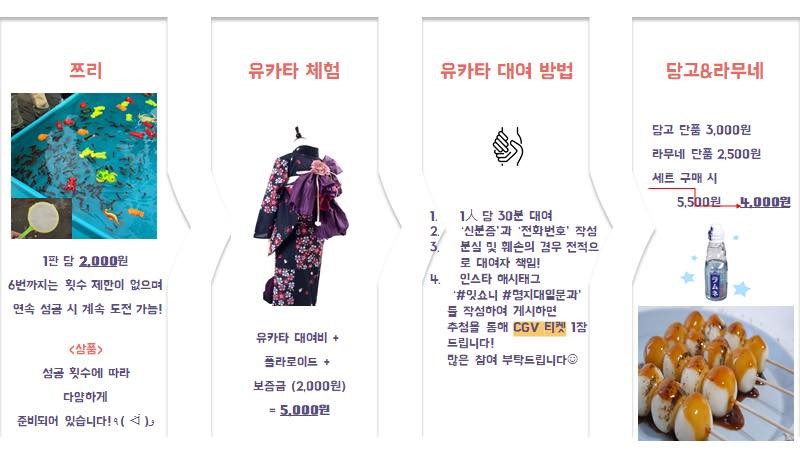 쯔리
1판 당 2,000원
6번까지는 횟수 제한이 없으며
연속 성공 시 계속 도전 가능!
<상품>
성공 횟수에 따라
다양하게
준비되어 있습니다!
유카타 체험
유카타 대여비 +
폴라로이드 +
보증금 (2,000원)
= 5,000원
유카타 대여 방법
1. 1人 당 30분 대여
2. ‘신분증’과 ‘전화번호’ 작성
3. 분실 및 훼손의 경우 전적으
로 대여자 책임!
4. 인스타 해시태그
‘#잇쇼니 #명지대일문과’
를 작성하여 게시하면
추첨을 통해 CGV 티켓 1장
드립니다!
많은 참여 부탁드립니다☺
당고&라무네
당고 단품 3,000원
라무네 단품 2,500원
세트 구매 시
5,500원 4,000원
ラムネ